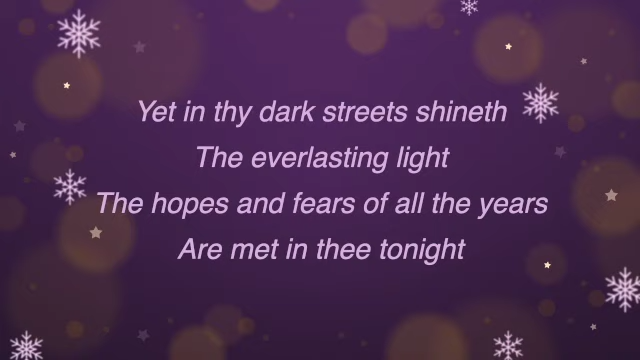 Yet in thy dark streets shineth
The everlasting light
The hopes and fears of all the years
Are met in thee tonight